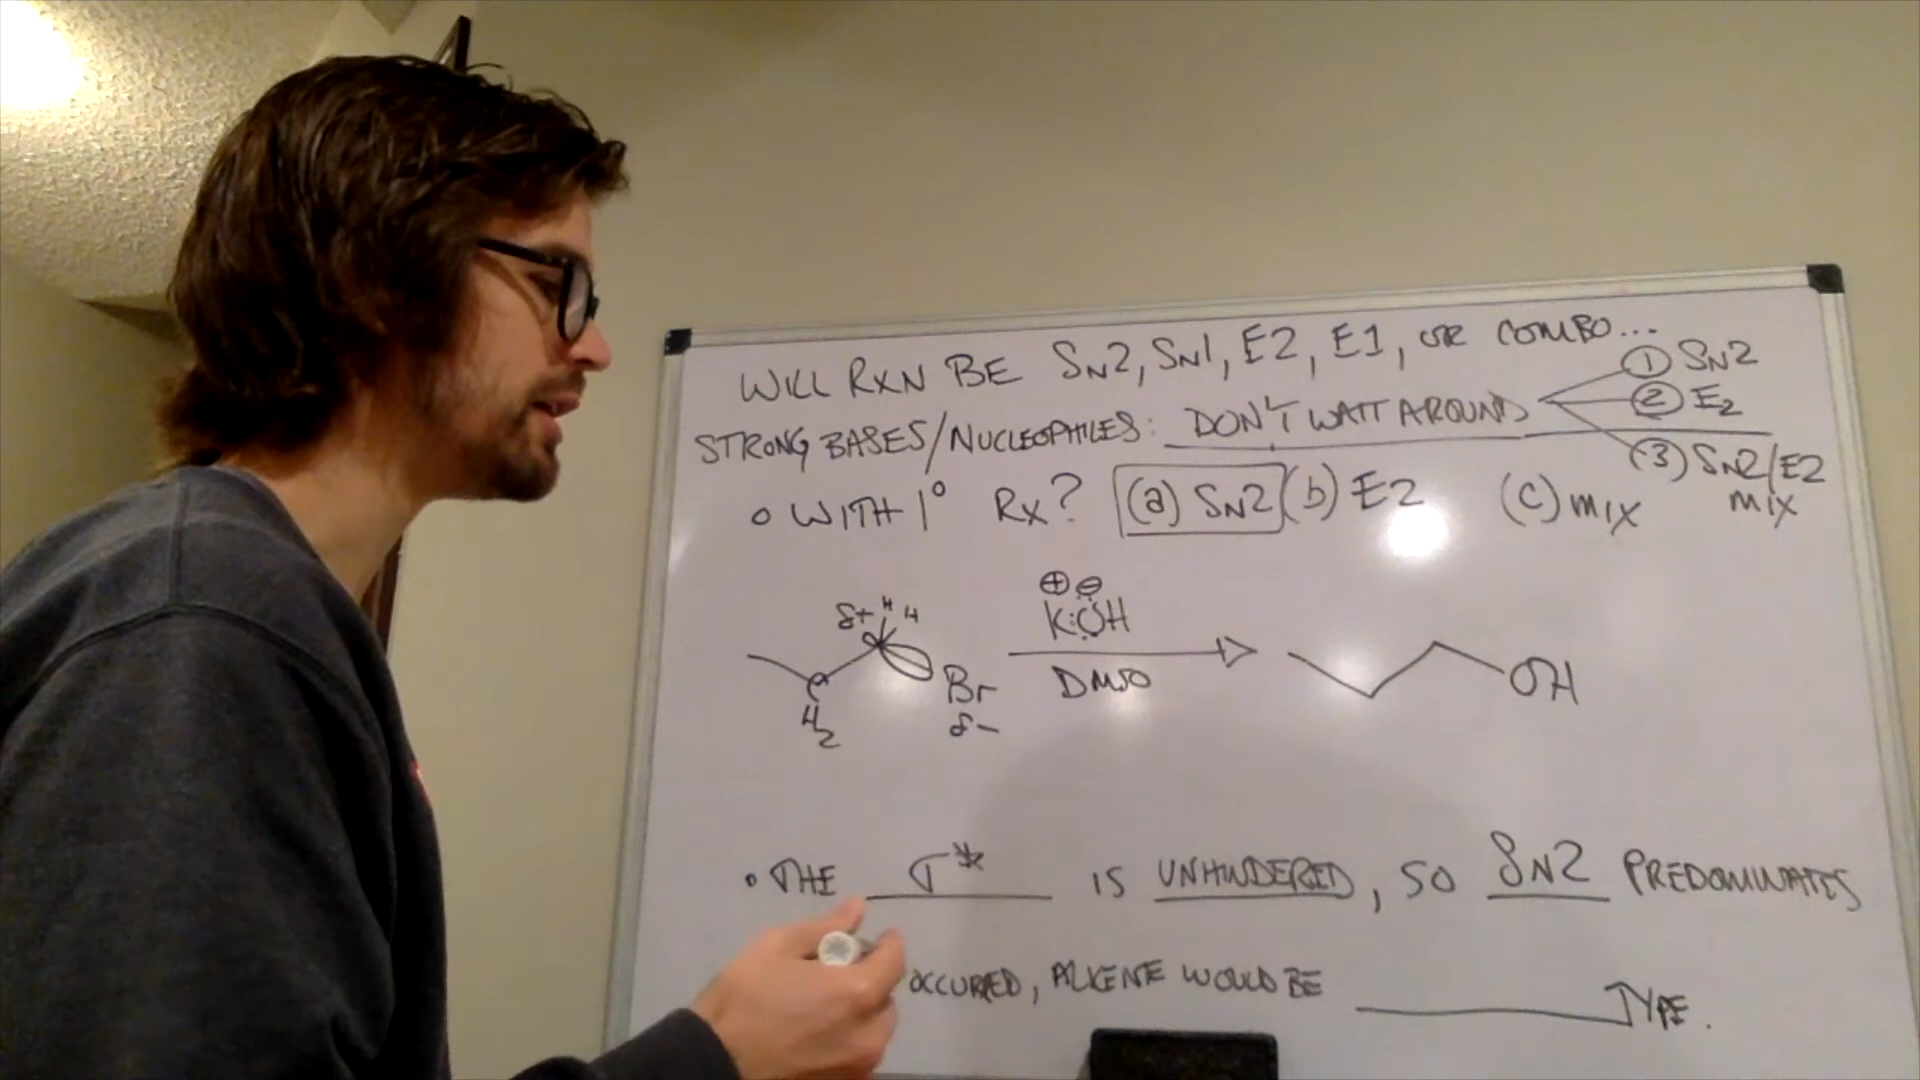 WILL RXN BE SN2, SN1, E2, E1, OR COMBO...
① SN2
STRONG BASES/NUCLEOPHILES: DON'T WAIT AROUND
② E2
(3) SN2/E2 MIX
○ WITH 1° RX? (a) SN2 (b) E2 (c) MIX
δ+ H H
⊕ ⊖
K :ÖH
DMSO
Br
δ-
H2
OH
• THE σ* IS UNHINDERED, SO SN2 PREDOMINATES
OCCURRED, ALKENE WOULD BE ______ TYPE.